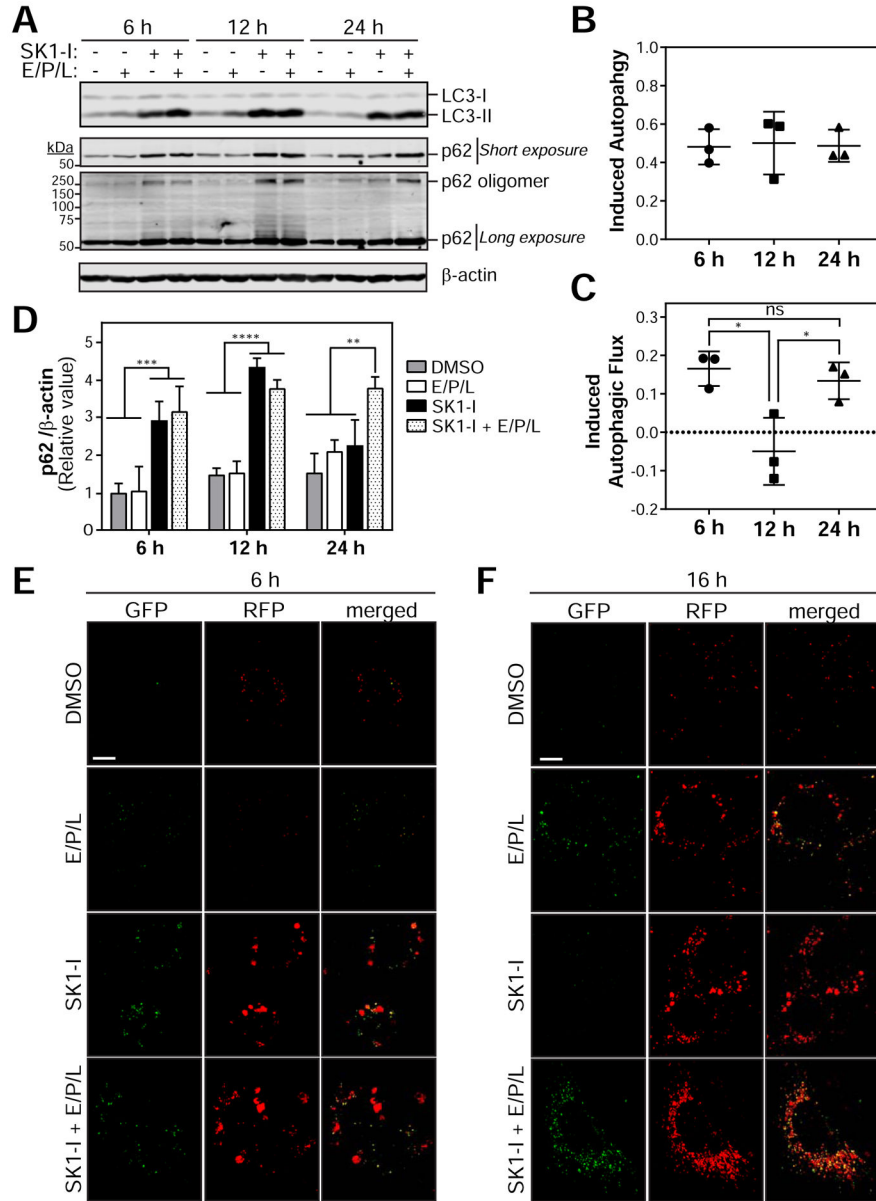 A
6 h 12 h 24 h
SK1-I: - - + + - - + + - - + +
E/P/L: - + - + - + - + - + - +
LC3-I
LC3-II
kDa
50
p62 Short exposure
250
150
100
75
50
p62 oligomer
p62 Long exposure
β-actin
B
Induced Autopahgy
1.0
0.8
0.6
0.4
0.2
0.0
6 h 12 h 24 h
C
Induced
Autophagic Flux
0.3
0.2
0.1
0.0
-0.1
-0.2
ns
* *
6 h 12 h 24 h
D
p62 /β-actin
(Relative value)
5
4
3
2
1
0
*** **** **
6 h 12 h 24 h
DMSO
E/P/L
SK1-I
SK1-I + E/P/L
E
6 h
GFP RFP merged
DMSO
E/P/L
SK1-I
SK1-I + E/P/L
F
16 h
GFP RFP merged
DMSO
E/P/L
SK1-I
SK1-I + E/P/L